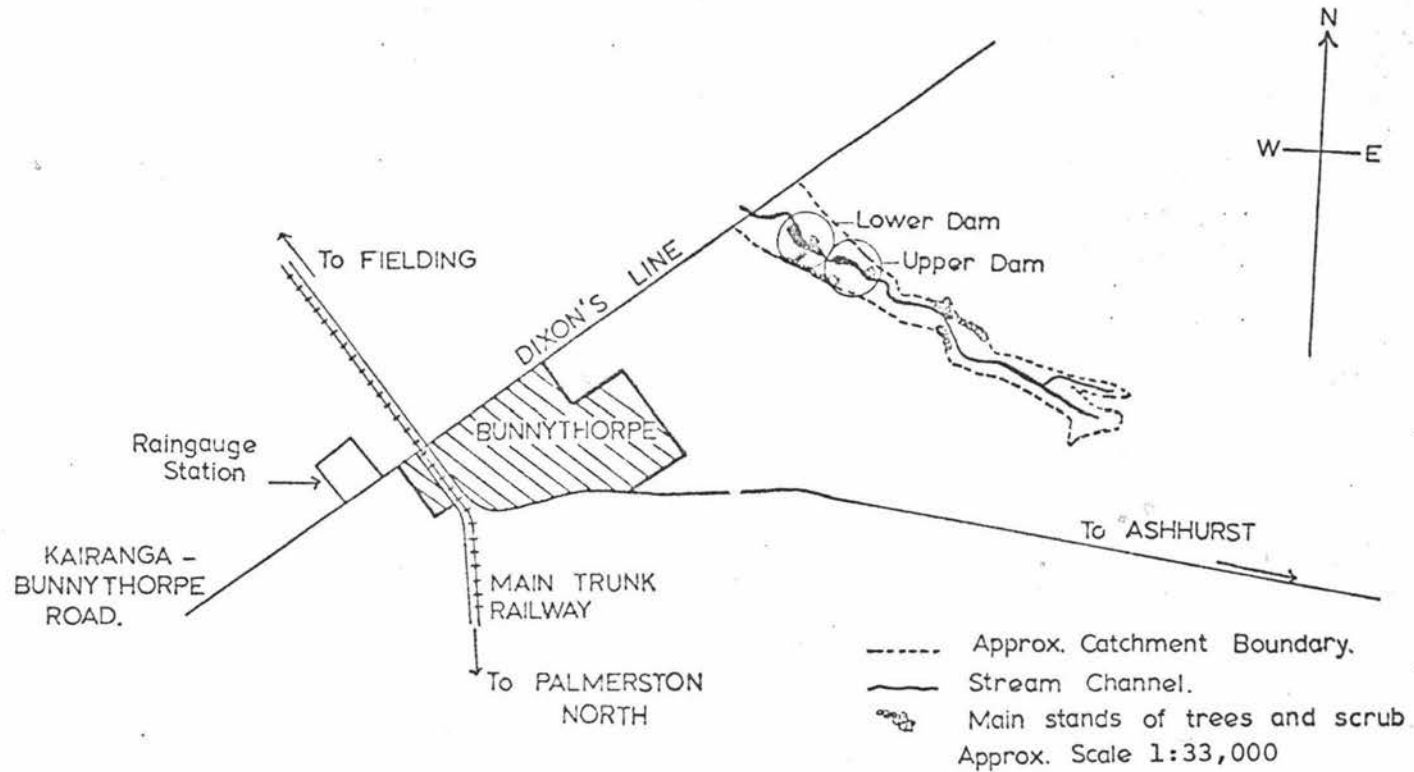 N
W E
Lower Dam
Upper Dam
To FIELDING
DIXON'S LINE
BUNNYTHORPE
Raingauge
Station
To ASHHURST
KAIRANGA –
BUNNYTHORPE
ROAD.
MAIN TRUNK
RAILWAY
To PALMERSTON
NORTH
Approx. Catchment Boundary.
Stream Channel.
Main stands of trees and scrub
Approx. Scale 1:33,000